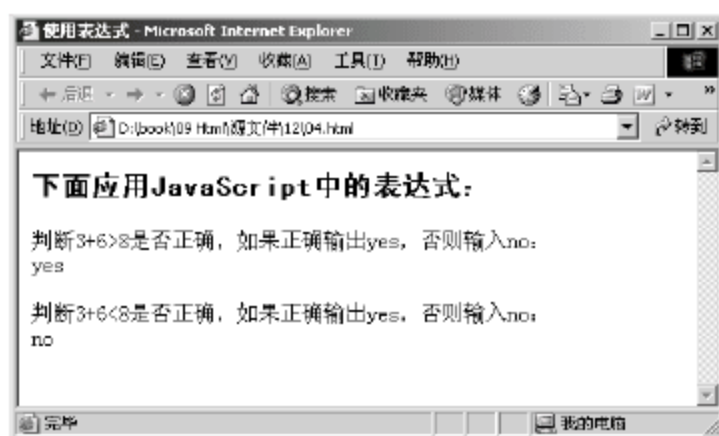 使用表达式 - Microsoft Internet Explorer
文件(F) 编辑(E) 查看(V) 收藏(A) 工具(T) 帮助(H)
后退 搜索 收藏夹 媒体
地址(D) D:\book\09 Html\源文件\12\04.html 转到
下面应用JavaScript中的表达式：
判断3+6>8是否正确，如果正确输出yes，否则输入no：
yes
判断3+6<8是否正确，如果正确输出yes，否则输入no：
no
完毕 我的电脑